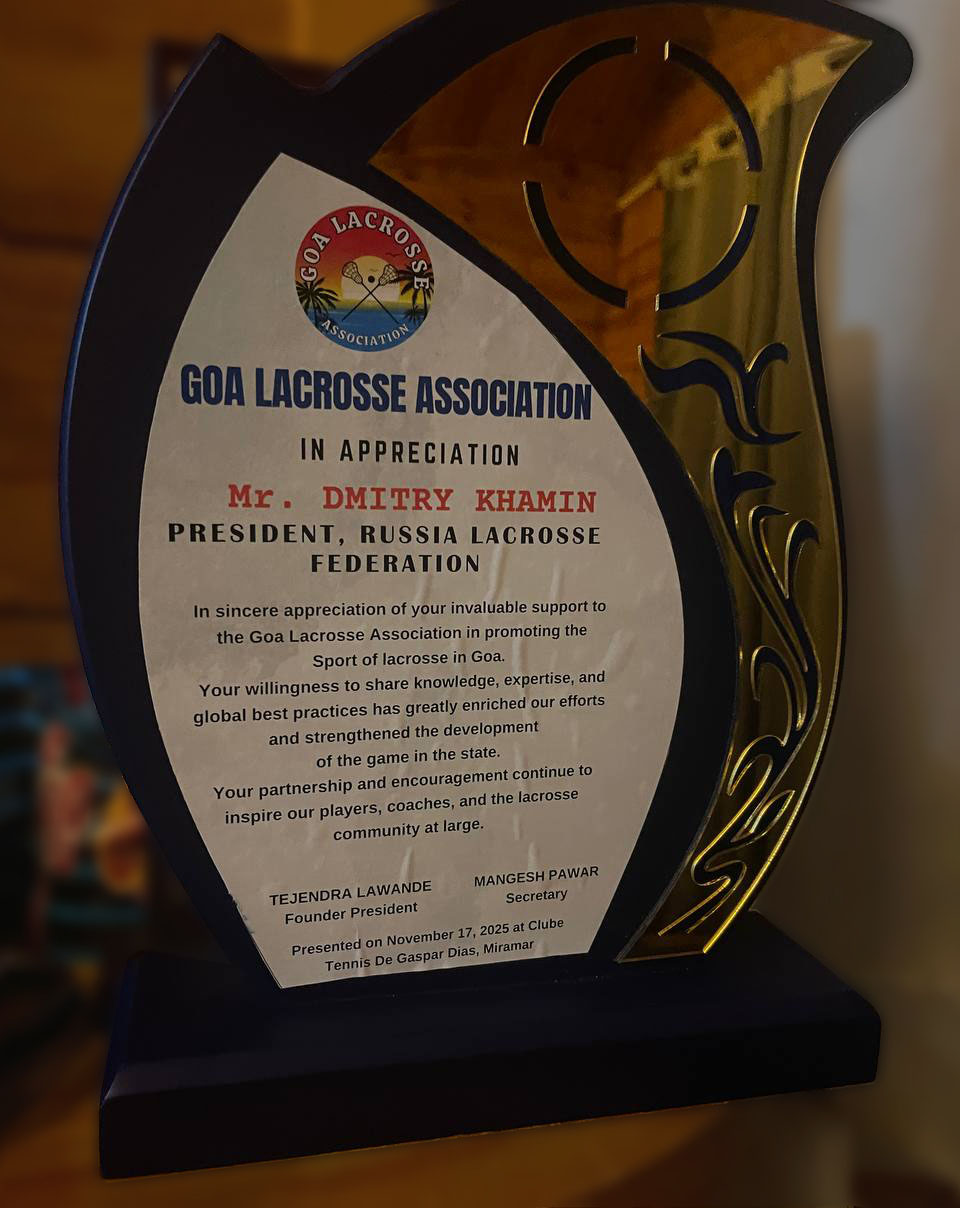 GOA LACROSSE
ASSOCIATION
GOA LACROSSE ASSOCIATION
IN APPRECIATION
Mr. DMITRY KHAMIN
PRESIDENT, RUSSIA LACROSSE
FEDERATION
In sincere appreciation of your invaluable support to
the Goa Lacrosse Association in promoting the
Sport of lacrosse in Goa.
Your willingness to share knowledge, expertise, and
global best practices has greatly enriched our efforts
and strengthened the development
of the game in the state.
Your partnership and encouragement continue to
inspire our players, coaches, and the lacrosse
community at large.
TEJENDRA LAWANDE
Founder President
MANGESH PAWAR
Secretary
Presented on November 17, 2025 at Clube
Tennis De Gaspar Dias, Miramar